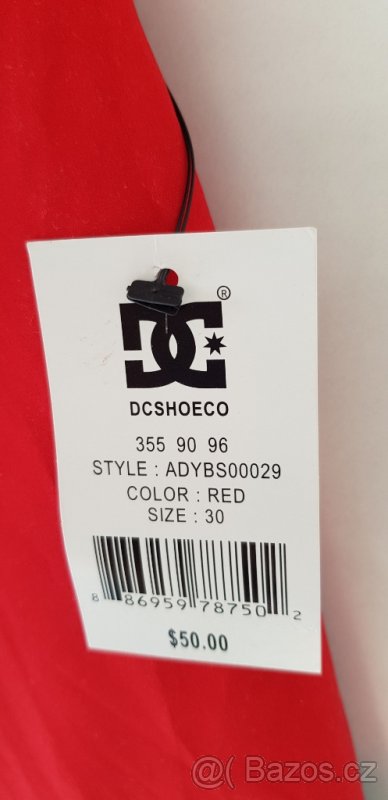 ®
DC
DCSHOECO
355 90 96
STYLE : ADYBS00029
COLOR : RED
SIZE : 30
8 86959 78750 2
$50.00
Bazos.cz